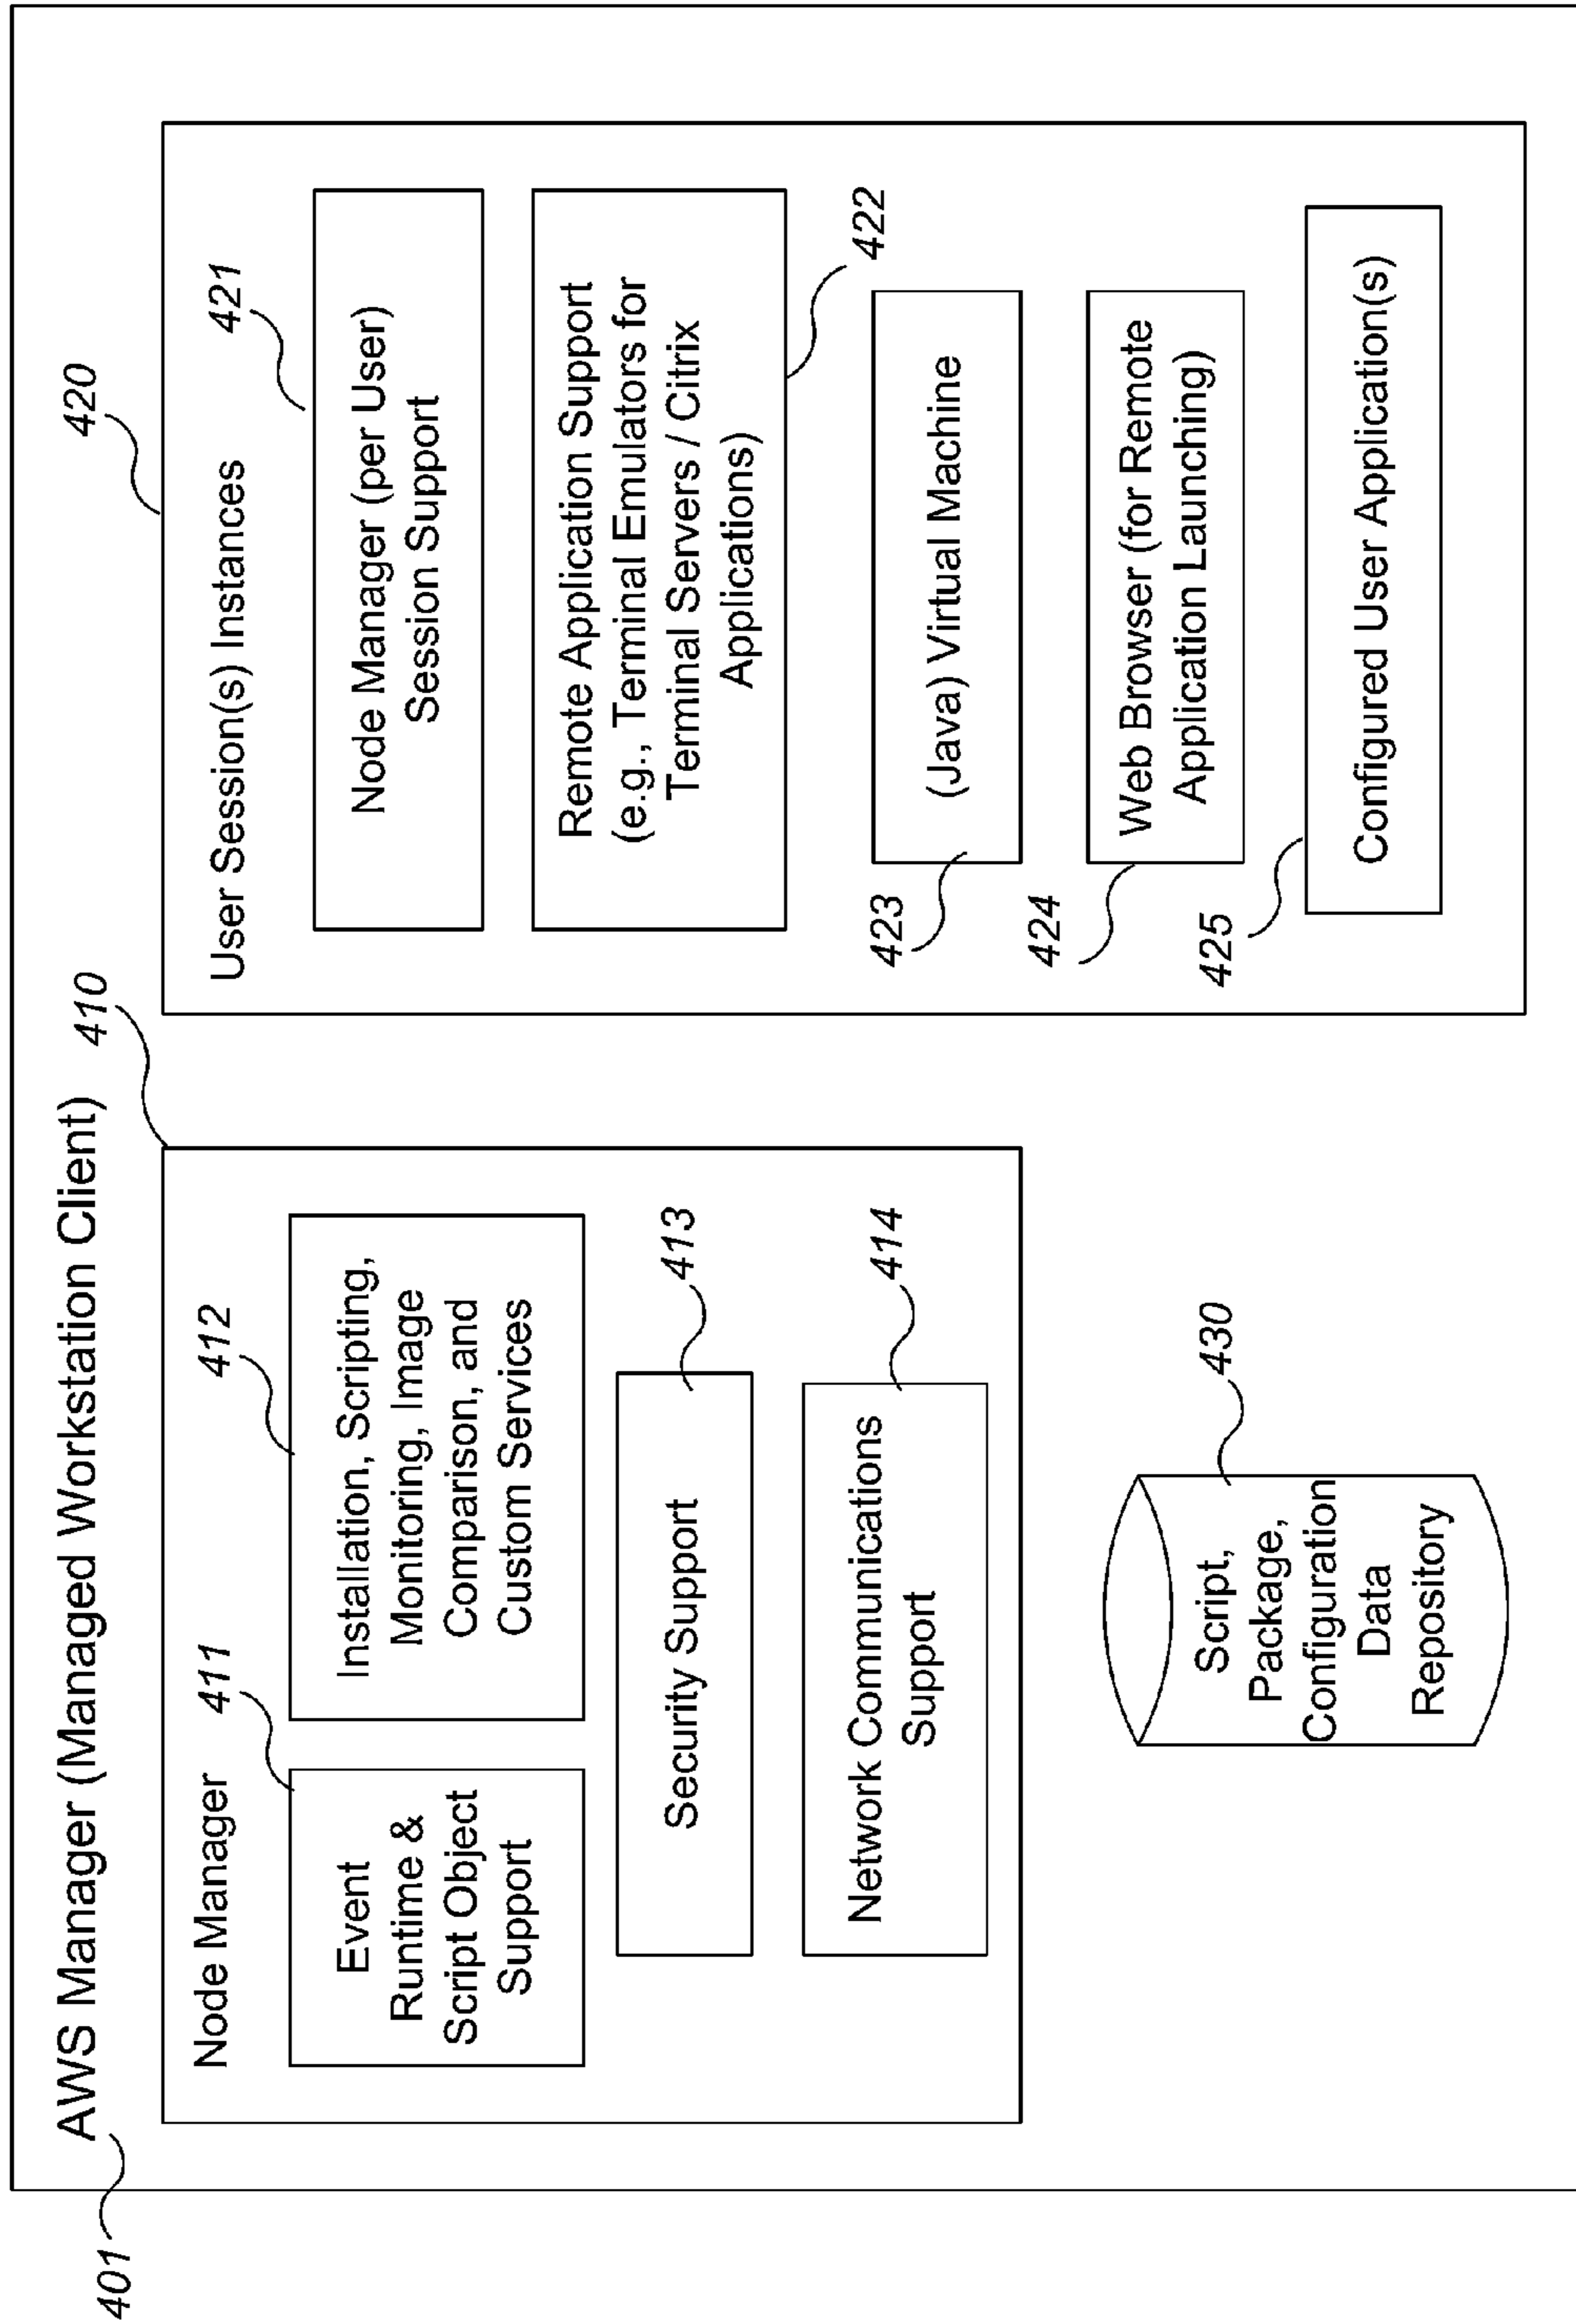 401
AWS Manager (Managed Workstation Client)
410
Node Manager
411
Event
Runtime &
Script Object
Support
412
Installation, Scripting,
Monitoring, Image
Comparison, and
Custom Services
Security Support
413
Network Communications
Support
414
Script,
Package,
Configuration
Data
Repository
430
420
User Session(s) Instances
421
Node Manager (per User)
Session Support
Remote Application Support
(e.g., Terminal Emulators for
Terminal Servers / Citrix
Applications)
422
423
(Java) Virtual Machine
424
Web Browser (for Remote
Application Launching)
425
Configured User Application(s)